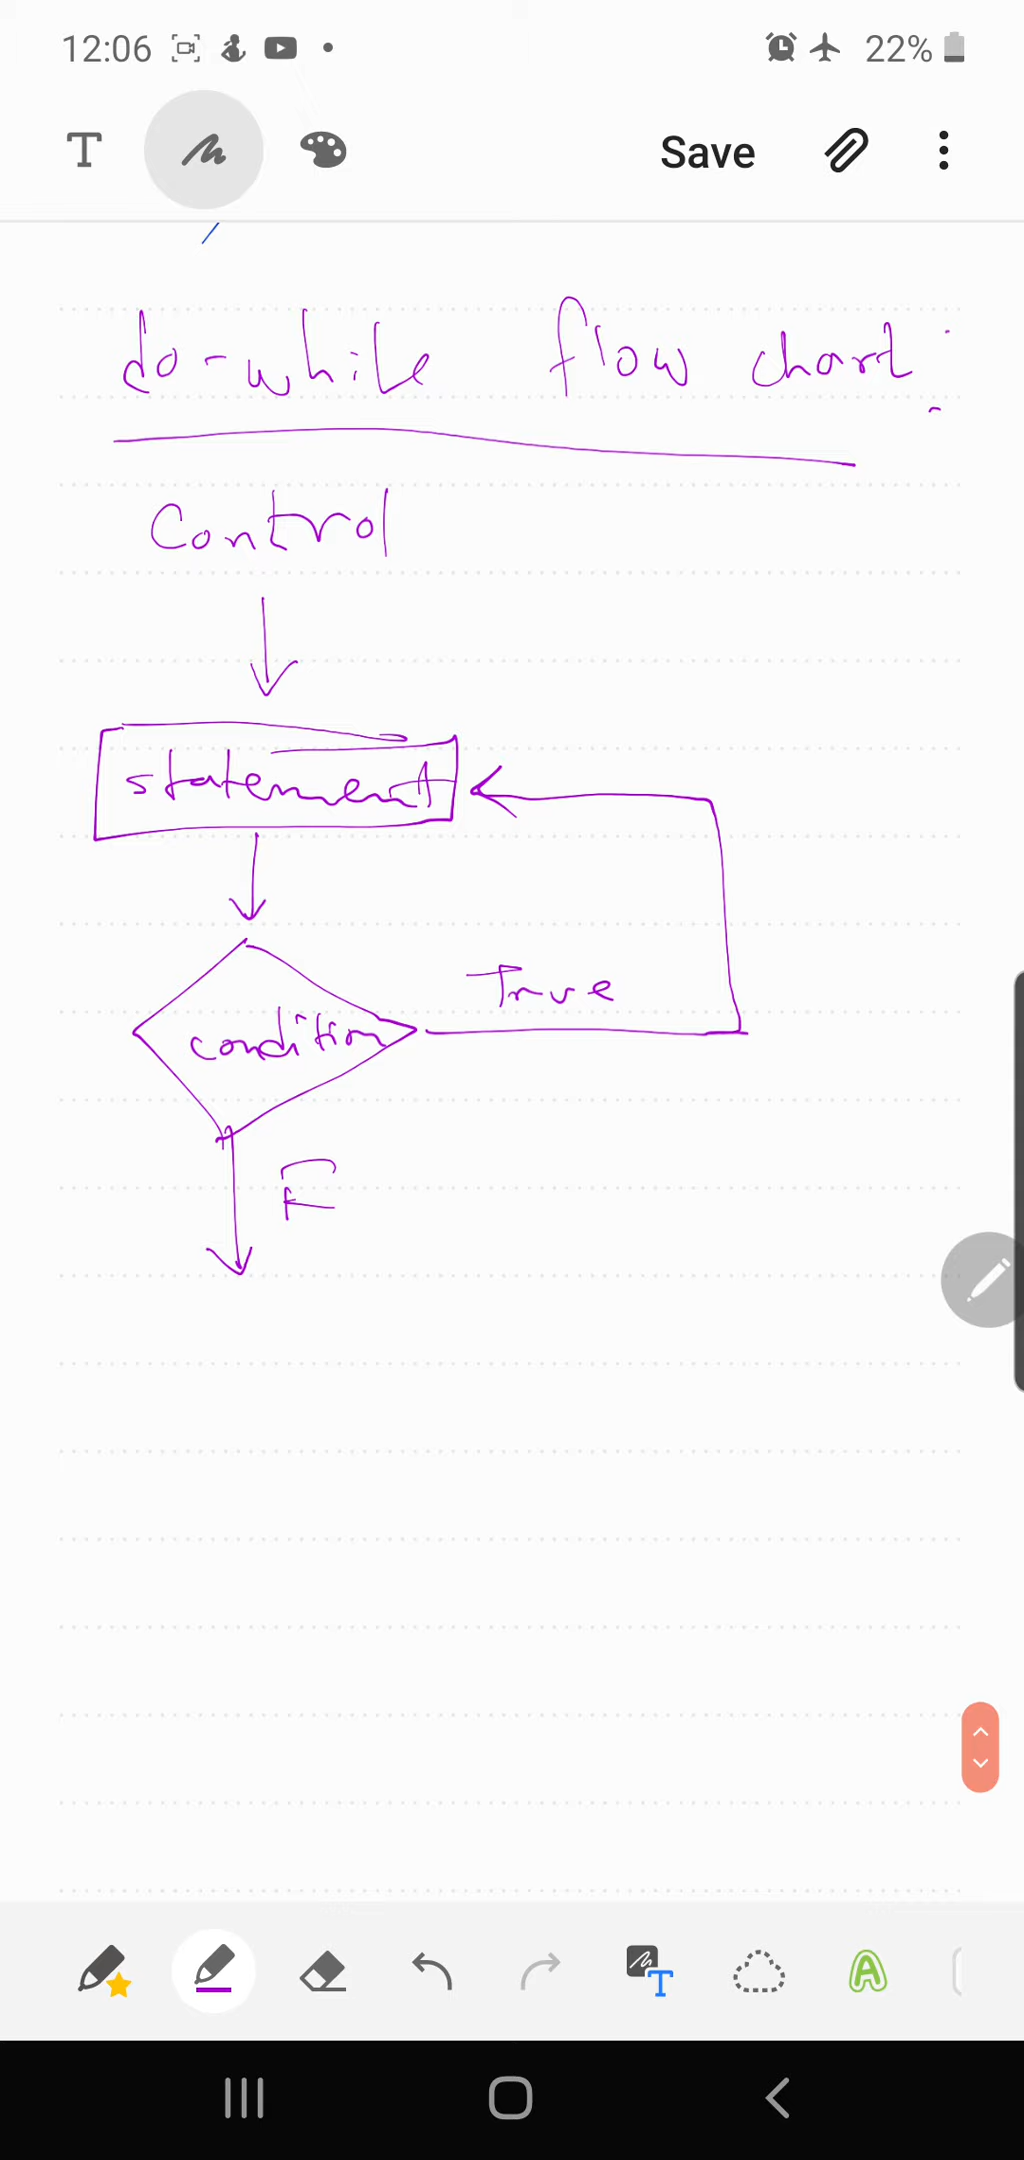 12:06 22%
T Save
do-while flow chart:
Control
statement
True
condition
F